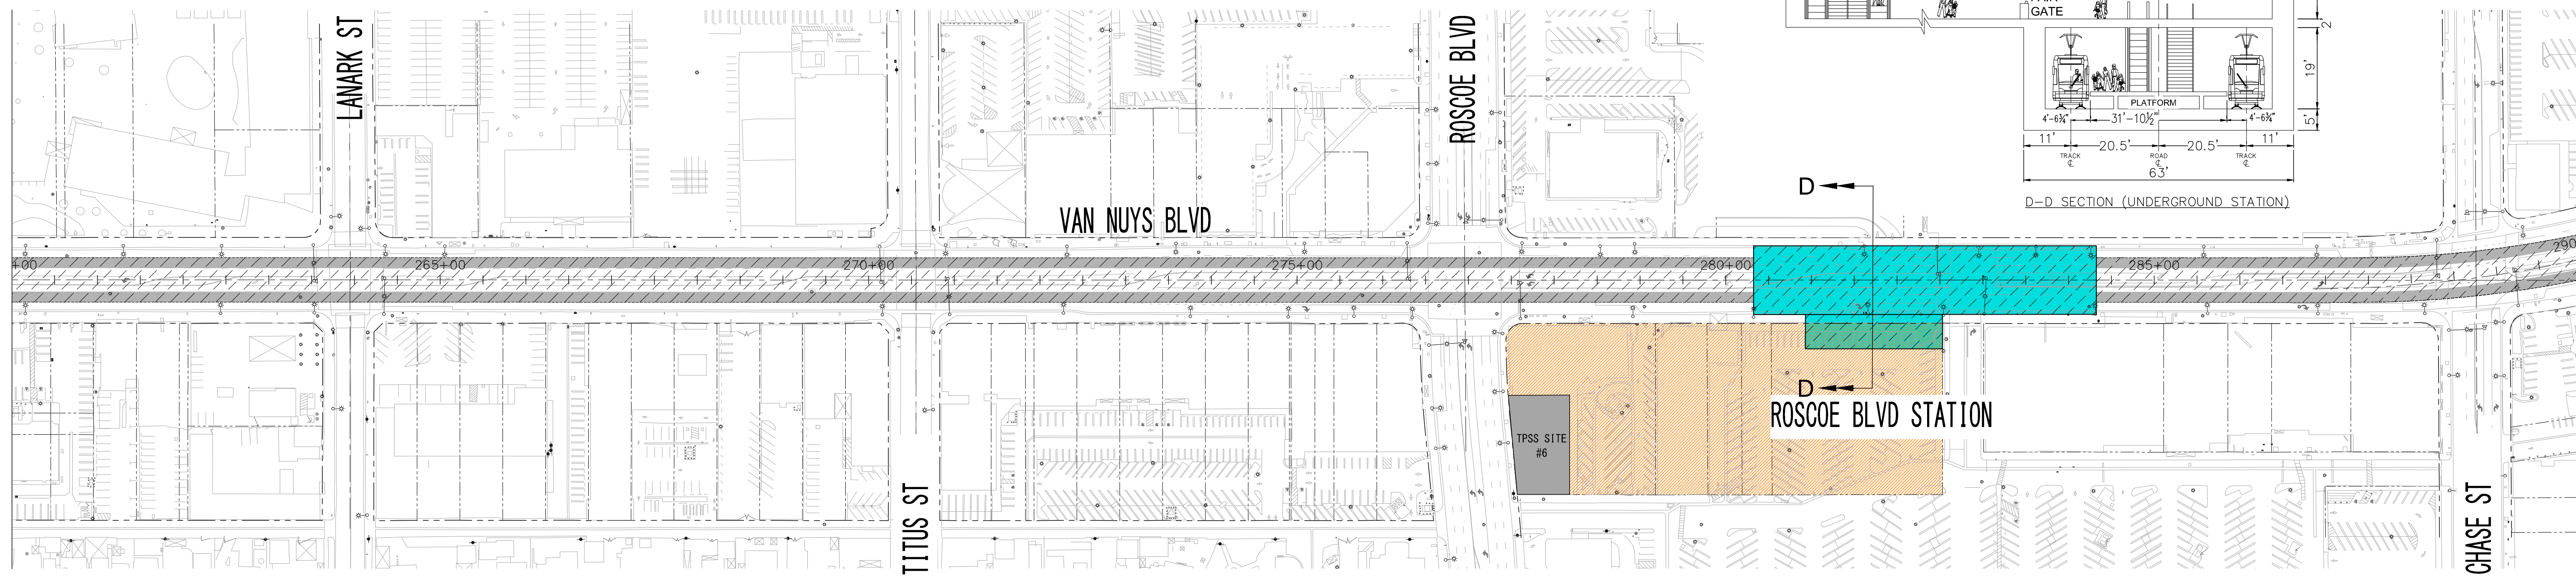 LANARK ST
ROSCOE BLVD
GATE
2'
19'
PLATFORM
4'-6¾"
31'-10½"
4'-6¾"
5'
11'
20.5'
20.5'
11'
TRACK
℄
ROAD
℄
TRACK
℄
63'
D
D-D SECTION (UNDERGROUND STATION)
VAN NUYS BLVD
+00
265+00
270+00
275+00
280+00
285+00
290
D
ROSCOE BLVD STATION
TPSS SITE
#6
TITUS ST
CHASE ST